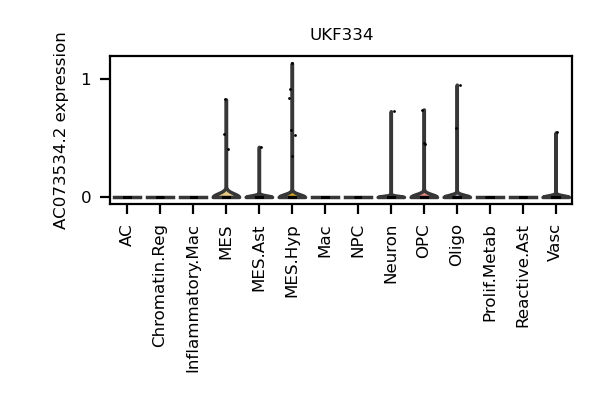 UKF334
AC073534.2 expression
1
0
AC
Chromatin.Reg
Inflammatory.Mac
MES
MES.Ast
MES.Hyp
Mac
NPC
Neuron
OPC
Oligo
Prolif.Metab
Reactive.Ast
Vasc